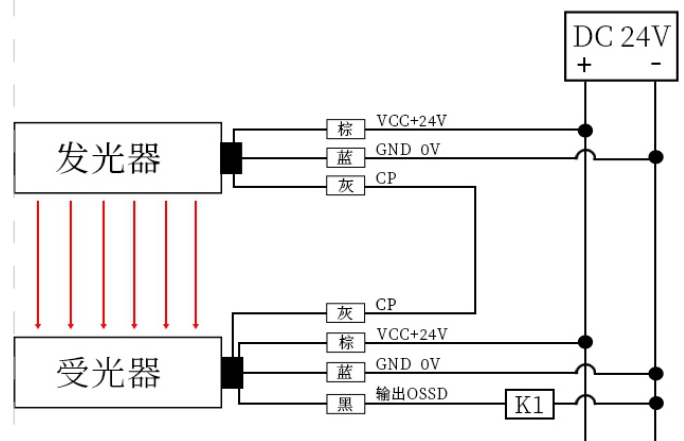 DC 24V
+ -
棕 VCC+24V
发光器
蓝 GND 0V
灰 CP
灰 CP
棕 VCC+24V
受光器
蓝 GND 0V
黑 输出OSSD
K1